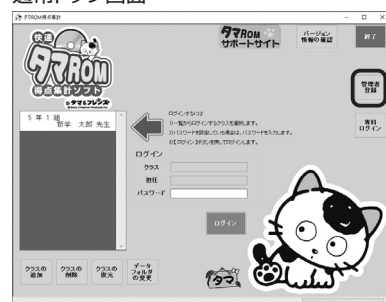 通常ログン画面
タマROM得点集計
快適
タマROM
得点集計ソフト
タマ&フレンズ
タマROM
サポートサイト
バージョン
情報の確認
終了
管理者
登録
専科
ログイン
5年1組
新学 太郎 先生
ログインするには
1)一覧からログインするクラスを選択します。
2)パスワードを設定している場合は、パスワードを入力します。
3)【ログイン】ボタンを押してログインします。
ログイン
クラス
担任
パスワード
ログイン
クラスの
追加
クラスの
削除
クラスの
復元
データ
フォルダ
の変更
タマ